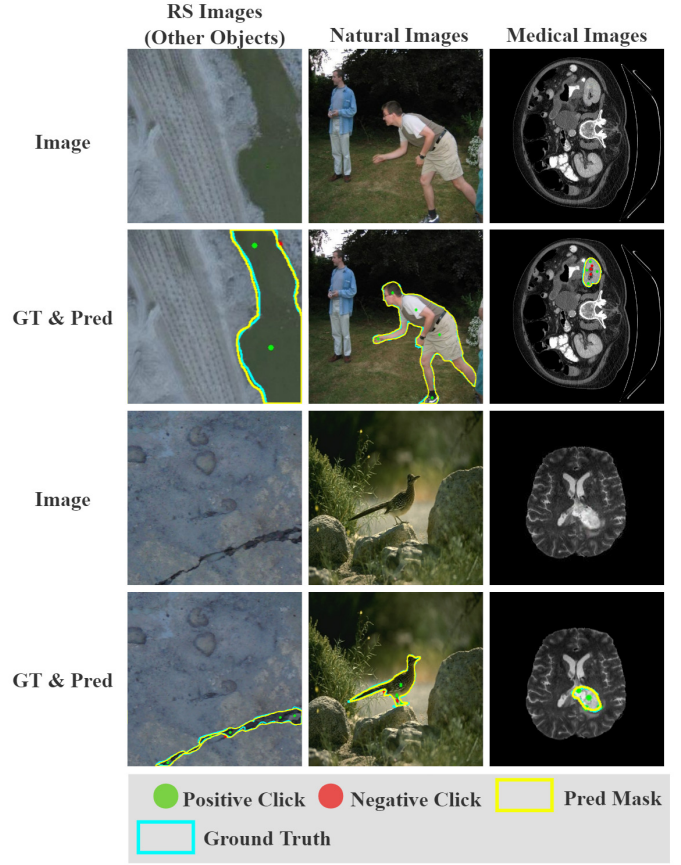 RS Images
(Other Objects)
Natural Images
Medical Images
Image
GT & Pred
Image
GT & Pred
Positive Click
Negative Click
Pred Mask
Ground Truth